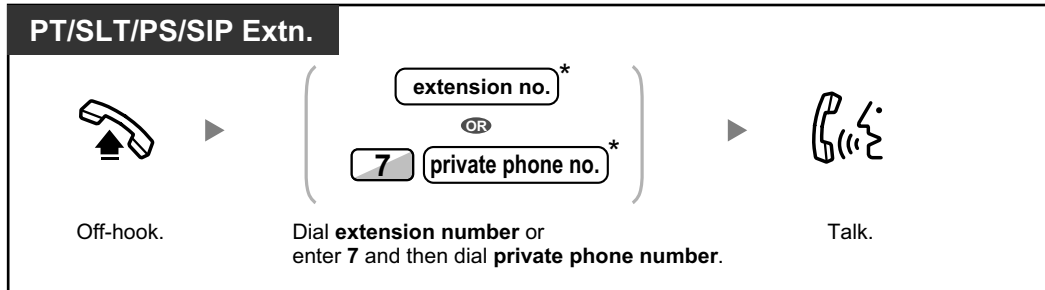 PT/SLT/PS/SIP Extn.
extension no.*
OR
7 private phone no.*
Off-hook.
Dial extension number or
enter 7 and then dial private phone number.
Talk.